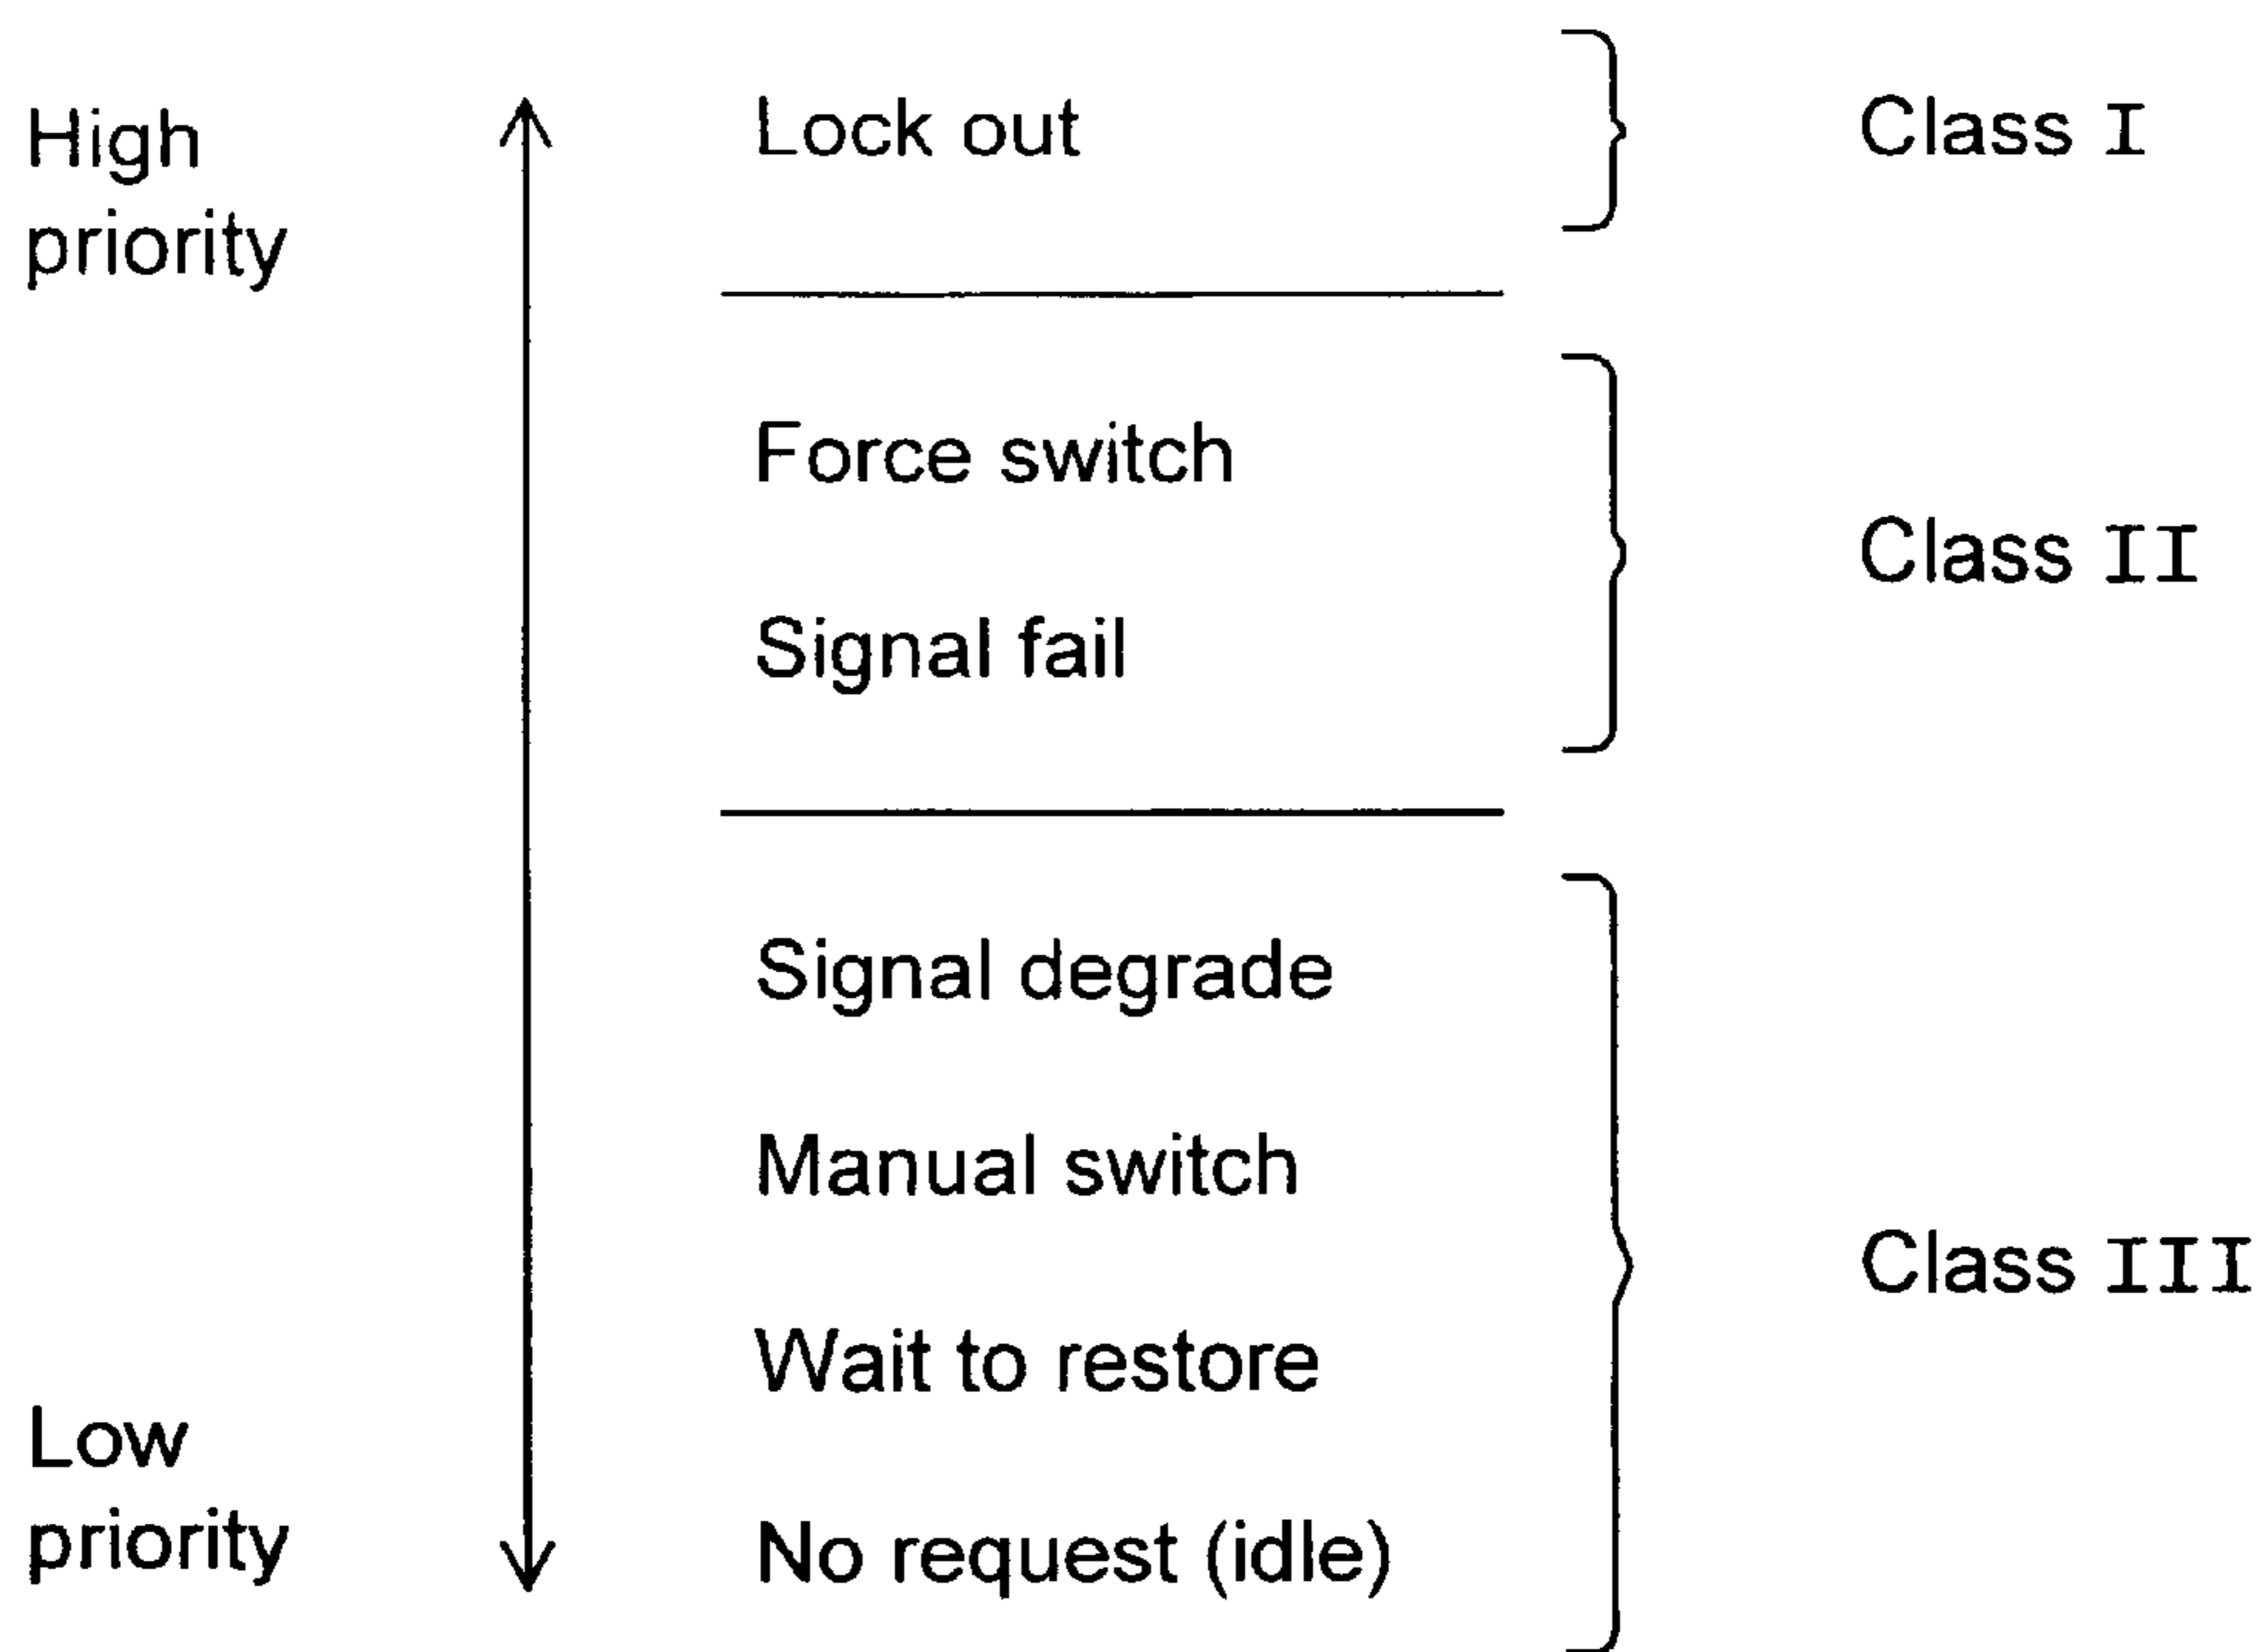 High
priority
Lock out
Class I
Force switch
Signal fail
Class II
Signal degrade
Manual switch
Wait to restore
No request (idle)
Class III
Low
priority